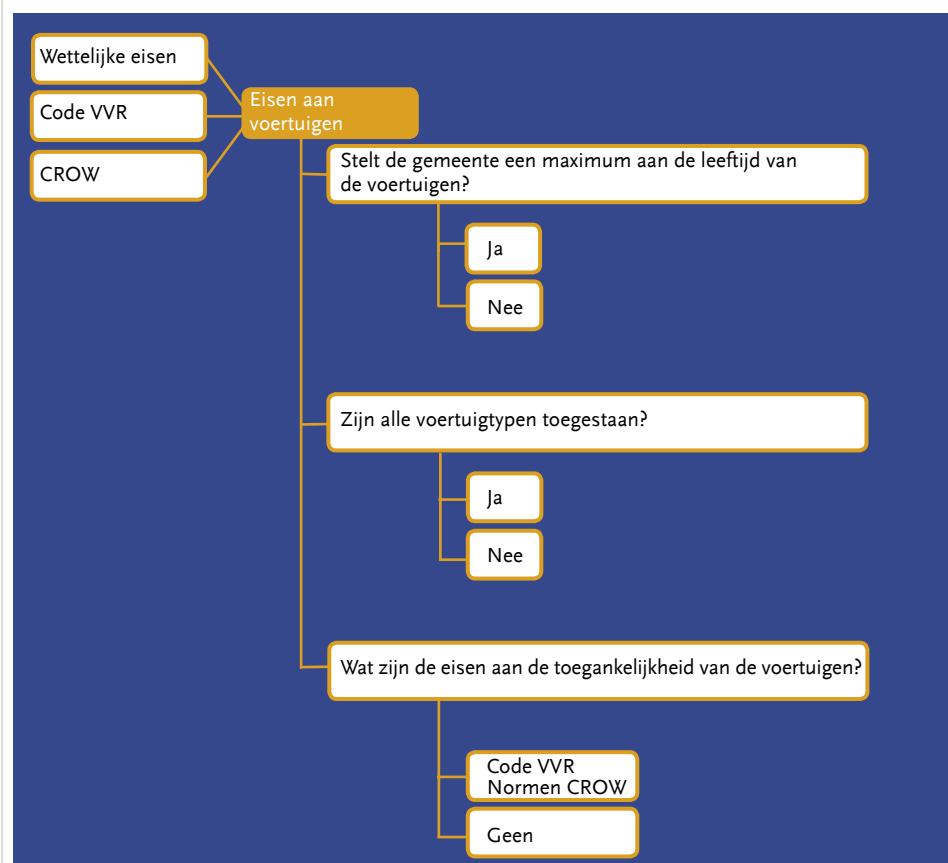 Wettelijke eisen
Code VVR
CROW
Eisen aan
voertuigen
Stelt de gemeente een maximum aan de leeftijd van
de voertuigen?
Ja
Nee
Zijn alle voertuigtypen toegestaan?
Ja
Nee
Wat zijn de eisen aan de toegankelijkheid van de voertuigen?
Code VVR
Normen CROW
Geen